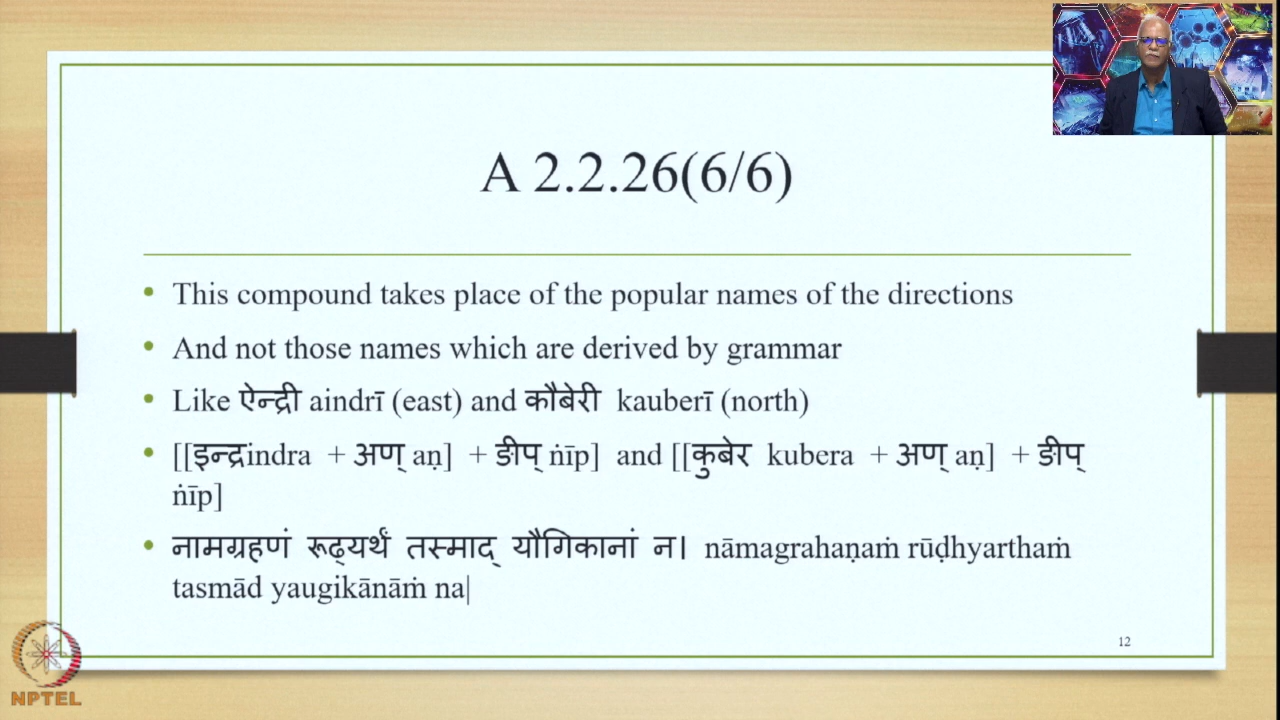 A 2.2.26(6/6)
• This compound takes place of the popular names of the directions
• And not those names which are derived by grammar
• Like ऐन्द्री aindrī (east) and कौबेरी kauberī (north)
• [[इन्द्रindra + अण् aṇ] + ङीप् ṅīp] and [[कुबेर kubera + अण् aṇ] + ङीप्
ṅīp]
• नामग्रहणं रूढ्यर्थं तस्माद् यौगिकानां न। nāmagrahaṇaṁ rūḍhyarthaṁ
tasmād yaugikānāṁ na|
12
NPTEL